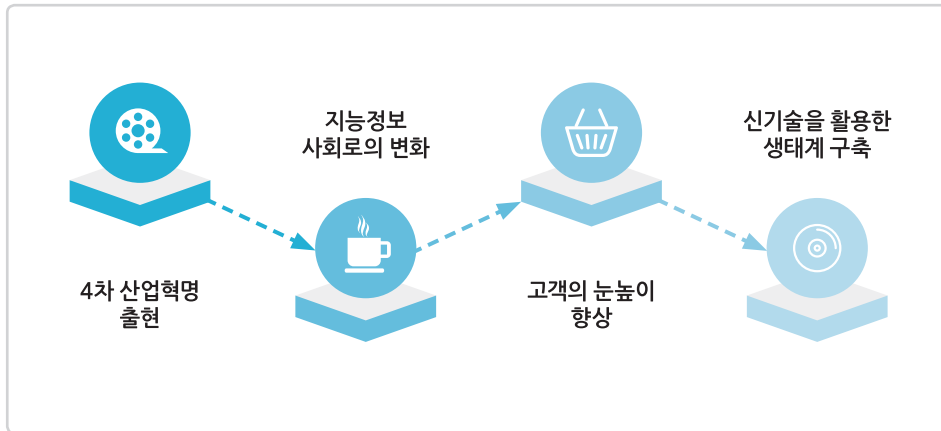 4차 산업혁명
출현
지능정보
사회로의 변화
고객의 눈높이
향상
신기술을 활용한
생태계 구축